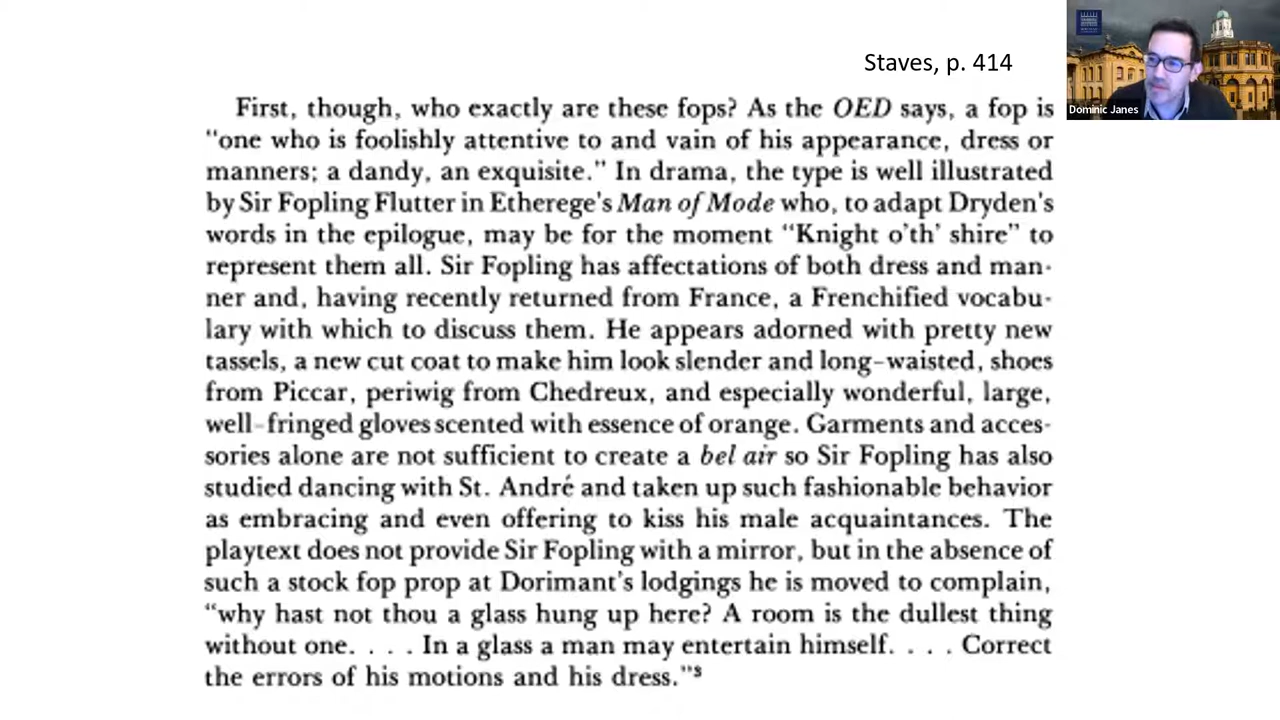 Staves, p. 414
Dominic Janes
First, though, who exactly are these fops? As the OED says, a fop is
"one who is foolishly attentive to and vain of his appearance, dress or
manners; a dandy, an exquisite." In drama, the type is well illustrated
by Sir Fopling Flutter in Etherege's Man of Mode who, to adapt Dryden's
words in the epilogue, may be for the moment "Knight o'th' shire" to
represent them all. Sir Fopling has affectations of both dress and man-
ner and, having recently returned from France, a Frenchified vocabu-
lary with which to discuss them. He appears adorned with pretty new
tassels, a new cut coat to make him look slender and long-waisted, shoes
from Piccar, periwig from Chedreux, and especially wonderful, large,
well-fringed gloves scented with essence of orange. Garments and acces-
sories alone are not sufficient to create a bel air so Sir Fopling has also
studied dancing with St. André and taken up such fashionable behavior
as embracing and even offering to kiss his male acquaintances. The
playtext does not provide Sir Fopling with a mirror, but in the absence of
such a stock fop prop at Dorimant's lodgings he is moved to complain,
"why hast not thou a glass hung up here? A room is the dullest thing
without one. . . . In a glass a man may entertain himself. . . . Correct
the errors of his motions and his dress."